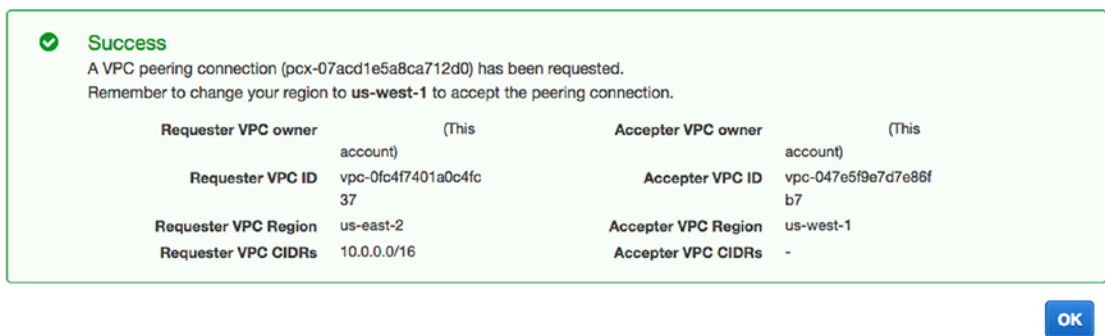 Success
A VPC peering connection (pcx-07acd1e5a8ca712d0) has been requested.
Remember to change your region to us-west-1 to accept the peering connection.
Requester VPC owner (This account)
Accepter VPC owner (This account)
Requester VPC ID vpc-0fc4f7401a0c4fc
37
Accepter VPC ID vpc-047e5f9e7d7e86f
b7
Requester VPC Region us-east-2
Accepter VPC Region us-west-1
Requester VPC CIDRs 10.0.0.0/16
Accepter VPC CIDRs -
OK